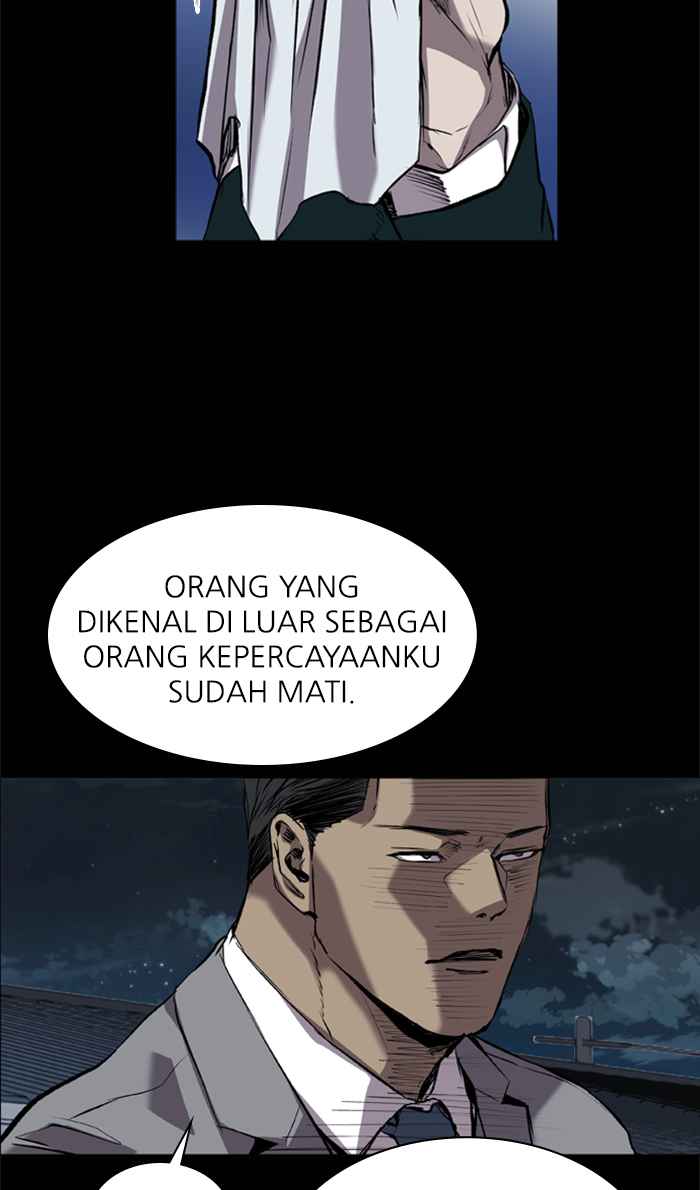 ORANG YANG
DIKENAL DI LUAR SEBAGAI
ORANG KEPERCAYAANKU
SUDAH MATI.